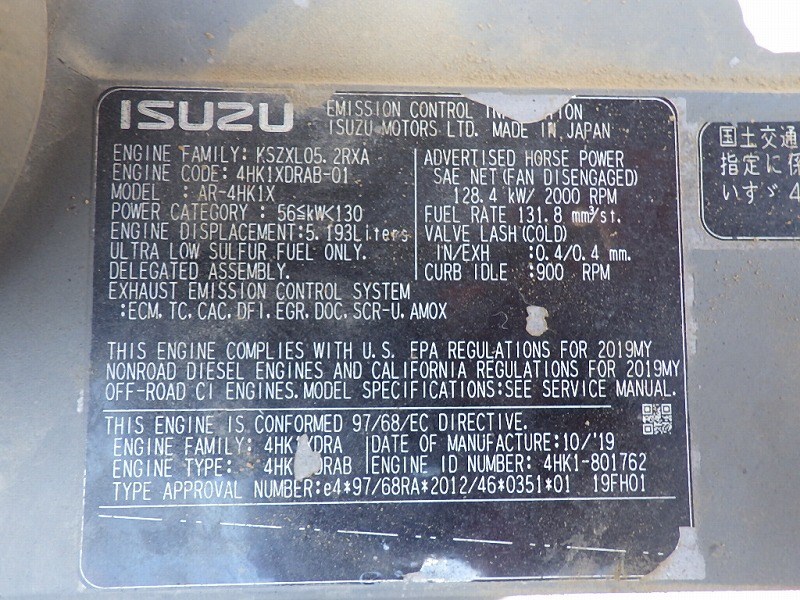 ISUZU
EMISSION CONTROL
ISUZU MOTORS LTD. MADE IN JAPAN
ENGINE FAMILY: KSZXL05.2RXA
ENGINE CODE: 4HK1XDRAB-01
MODEL : AR-4HK1X
POWER CATEGORY : 56≦kW<130
ENGINE DISPLACEMENT:5.193Liters
ULTRA LOW SULFUR FUEL ONLY.
DELEGATED ASSEMBLY.
ADVERTISED HORSE POWER
SAE NET(FAN DISENGAGED)
128.4 kW/ 2000 RPM
FUEL RATE 131.8 mm³/st.
VALVE LASH(COLD)
IN/EXH :0.4/0.4 mm.
CURB IDLE :900 RPM
EXHAUST EMISSION CONTROL SYSTEM
:ECM,TC,CAC,DFI,EGR,DOC,SCR-U,AMOX
THIS ENGINE COMPLIES WITH U.S. EPA REGULATIONS FOR 2019MY
NONROAD DIESEL ENGINES AND CALIFORNIA REGULATIONS FOR 2019MY
OFF-ROAD CI ENGINES.MODEL SPECIFICATIONS:SEE SERVICE MANUAL.
THIS ENGINE IS CONFORMED 97/68/EC DIRECTIVE.
ENGINE FAMILY: DATE OF MANUFACTURE:10/'19
ENGINE TYPE: ENGINE ID NUMBER: 4HK1-801762
TYPE APPROVAL NUMBER:e4*97/68RA*2012/46*0351*01 19FH01
国土交通
指定に係
いすゞ4